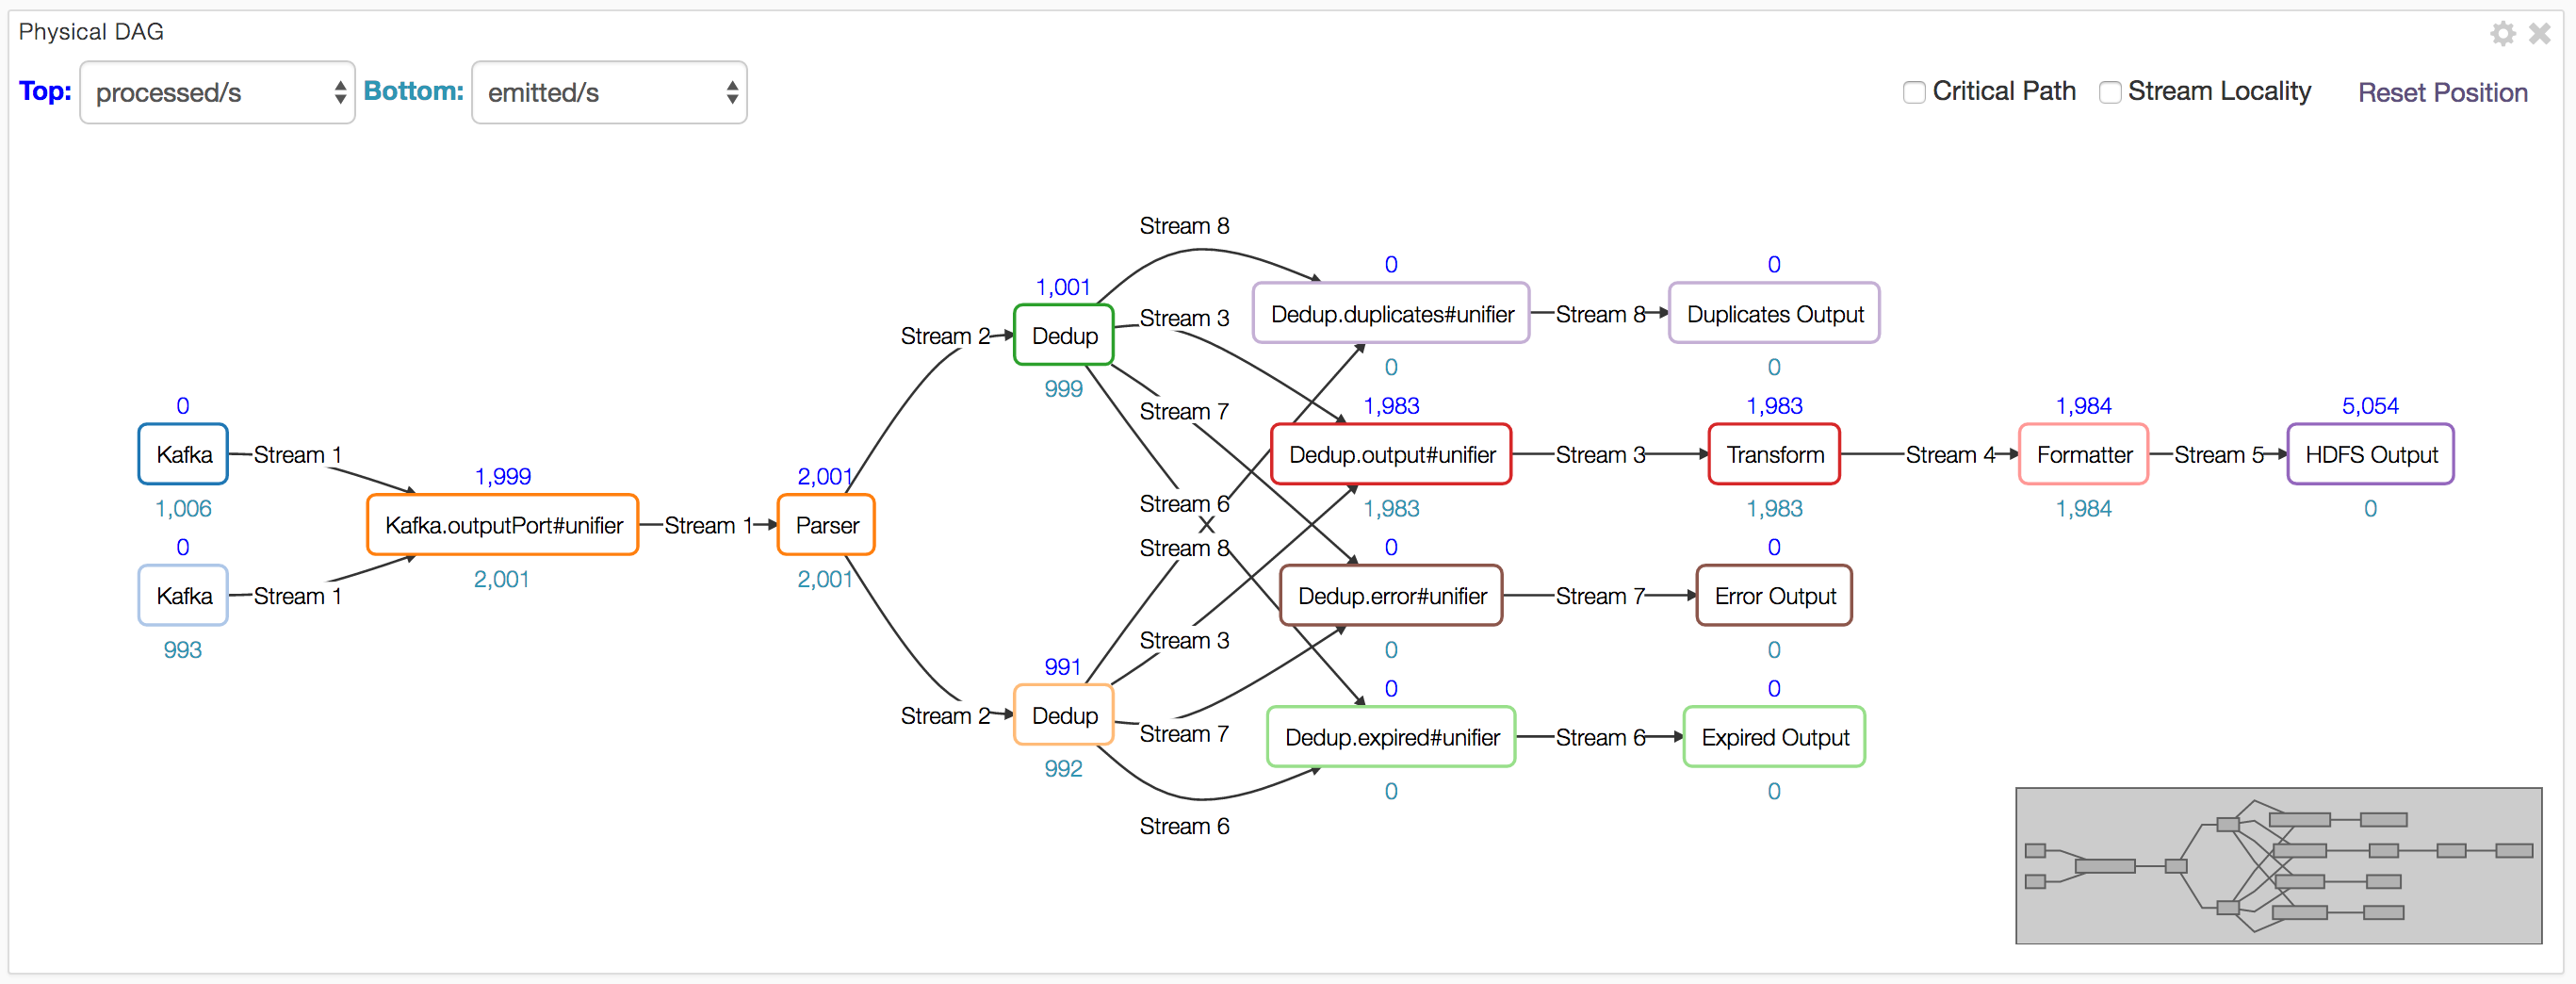 Physical DAG
Top: processed/s Bottom: emitted/s Critical Path Stream Locality Reset Position
Stream 8
0 0
1,001
Stream 3 Dedup.duplicates#unifier Stream 8 Duplicates Output
Stream 2 Dedup
0 0
999
0 Stream 7 1,983 1,983 1,984 5,054
Kafka Stream 1 Dedup.output#unifier Stream 3 Transform Stream 4 Formatter Stream 5 HDFS Output
1,999 2,001
1,006 Stream 6 1,983 1,983 1,984 0
Kafka.outputPort#unifier Stream 1 Parser
0 Stream 8 0 0
2,001 2,001
Kafka Stream 1 Dedup.error#unifier Stream 7 Error Output
993 Stream 3 0 0
991
0 0
Stream 2 Dedup
Stream 7 Dedup.expired#unifier Stream 6 Expired Output
992
0 0
Stream 6